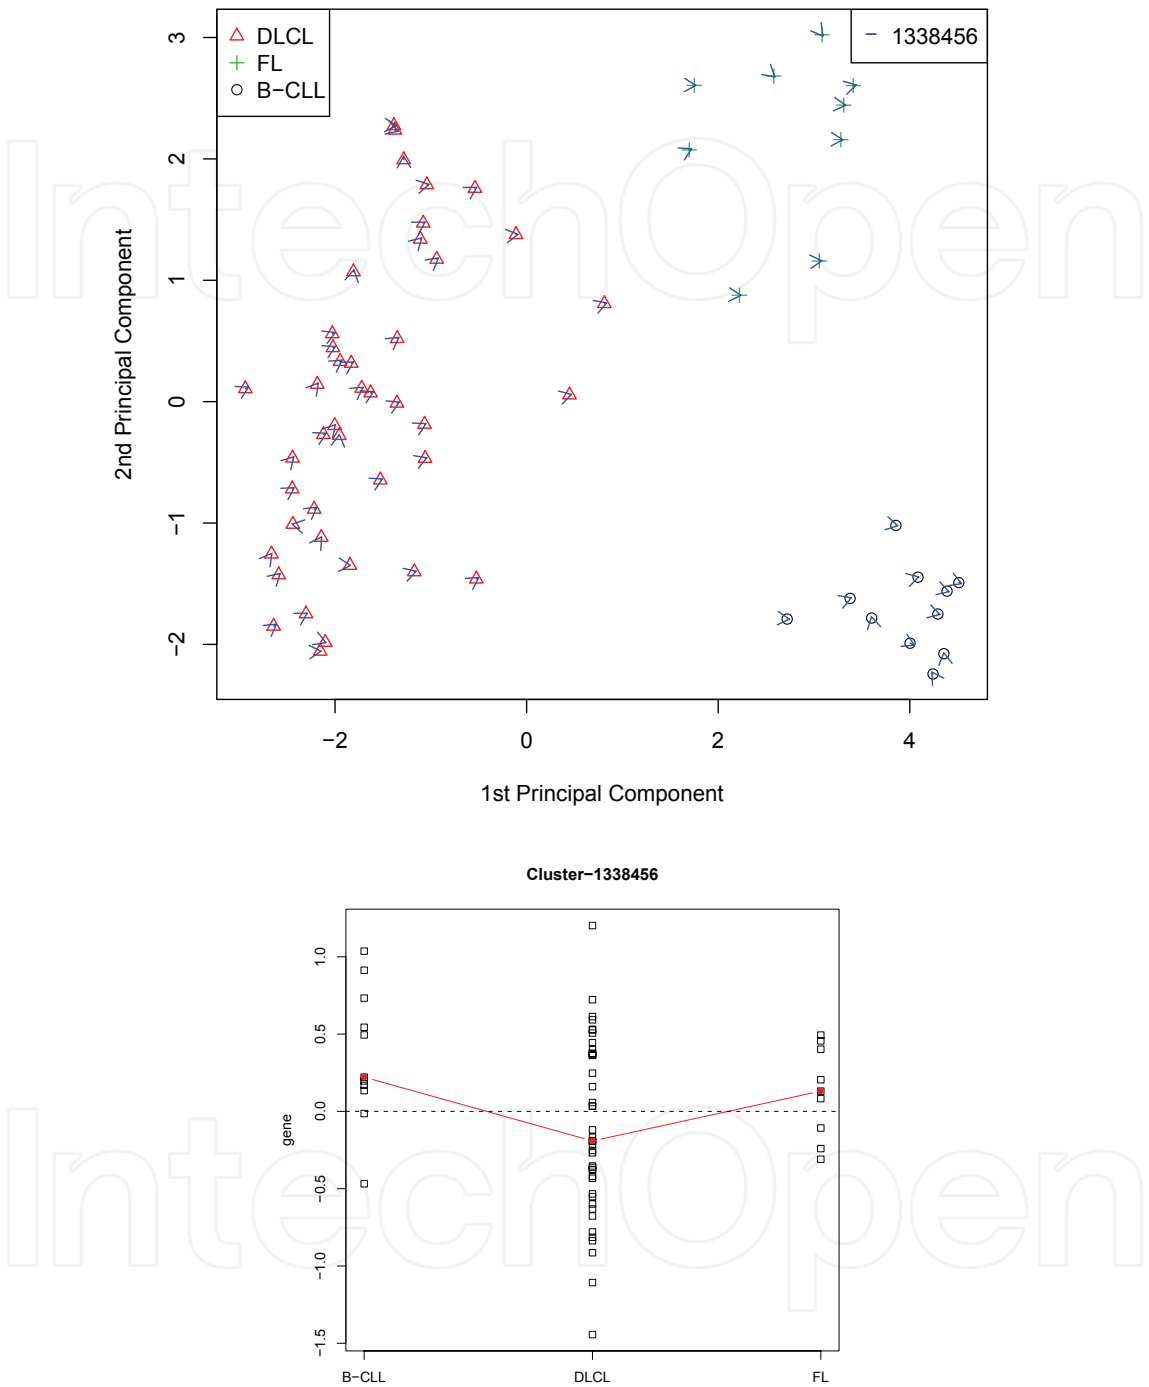 DLCL
FL
B−CLL
1338456
3
2
1
0
−1
−2
2nd Principal Component
−2 0 2 4
1st Principal Component
IntechOpen
Cluster−1338456
1.0
0.5
0.0
−0.5
−1.0
−1.5
gene
B-CLL DLCL FL
IntechOpen